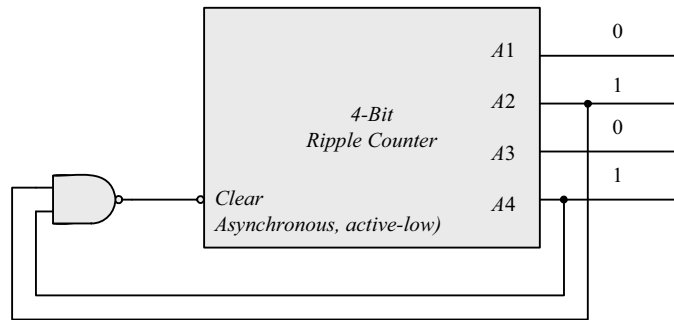 0
A1
1
A2
4-Bit
Ripple Counter
0
A3
1
Clear
A4
Asynchronous, active-low)